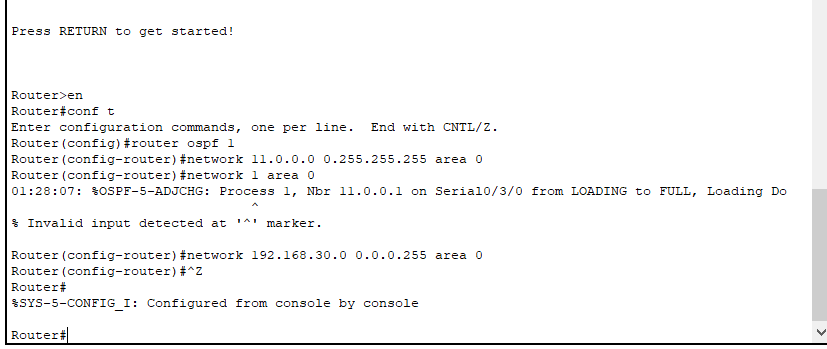 Press RETURN to get started!
Router>en
Router#conf t
Enter configuration commands, one per line.  End with CNTL/Z.
Router(config)#router ospf 1
Router(config-router)#network 11.0.0.0 0.255.255.255 area 0
Router(config-router)#network 1 area 0
01:28:07: %OSPF-5-ADJCHG: Process 1, Nbr 11.0.0.1 on Serial0/3/0 from LOADING to FULL, Loading Do
^
% Invalid input detected at '^' marker.
Router(config-router)#network 192.168.30.0 0.0.0.255 area 0
Router(config-router)#^Z
Router#
%SYS-5-CONFIG_I: Configured from console by console
Router#